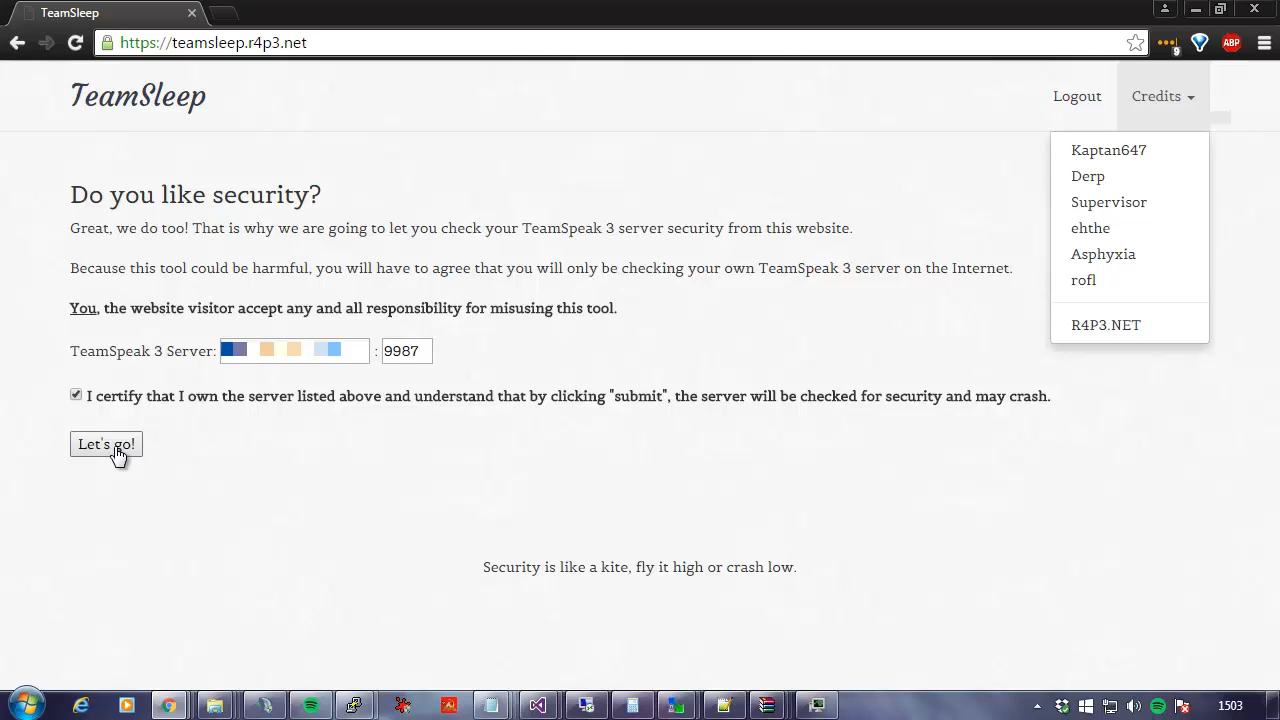 TeamSleep
https://teamsleep.r4p3.net
9
ABP
TeamSleep
Logout
Credits
Kaptan647
Derp
Supervisor
ehthe
Asphyxia
rofl
R4P3.NET
Do you like security?
Great, we do too! That is why we are going to let you check your TeamSpeak 3 server security from this website.
Because this tool could be harmful, you will have to agree that you will only be checking your own TeamSpeak 3 server on the Internet.
You, the website visitor accept any and all responsibility for misusing this tool.
TeamSpeak 3 Server: : 9987
I certify that I own the server listed above and understand that by clicking "submit", the server will be checked for security and may crash.
Let's go!
Security is like a kite, fly it high or crash low.
1503